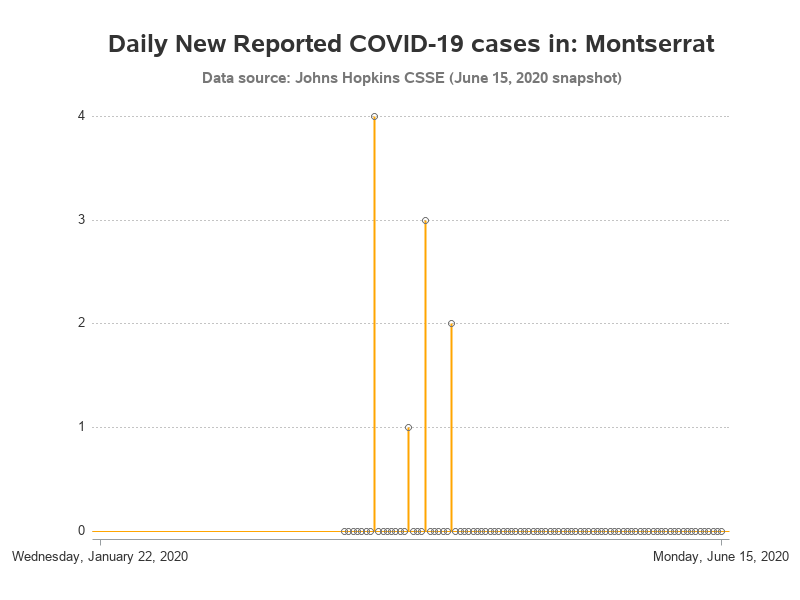 Daily New Reported COVID-19 cases in: Montserrat
Data source: Johns Hopkins CSSE (June 15, 2020 snapshot)
4
3
2
1
0
Wednesday, January 22, 2020
Monday, June 15, 2020